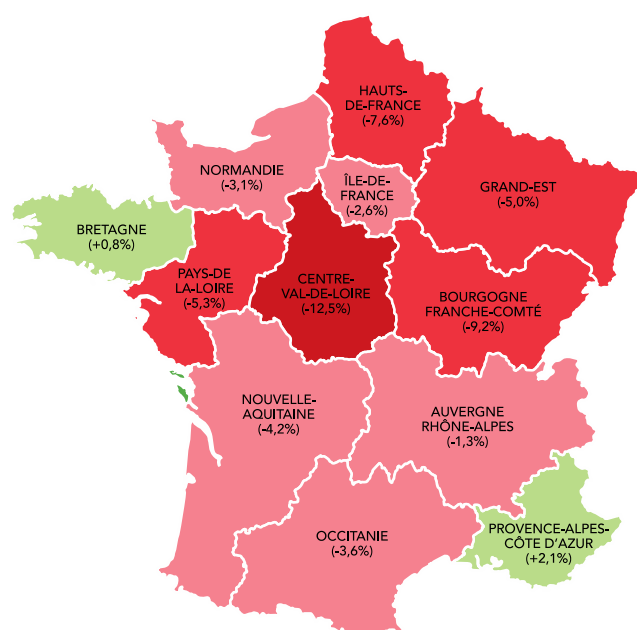 HAUTS-
DE-FRANCE
(-7,6%)
NORMANDIE
(-3,1%)
ÎLE-DE-
FRANCE
(-2,6%)
GRAND-EST
(-5,0%)
BRETAGNE
(+0,8%)
PAYS-DE
LA-LOIRE
(-5,3%)
CENTRE-
VAL-DE-LOIRE
(-12,5%)
BOURGOGNE
FRANCHE-COMTÉ
(-9,2%)
NOUVELLE-
AQUITAINE
(-4,2%)
AUVERGNE
RHÔNE-ALPES
(-1,3%)
OCCITANIE
(-3,6%)
PROVENCE-ALPES-
CÔTE D'AZUR
(+2,1%)